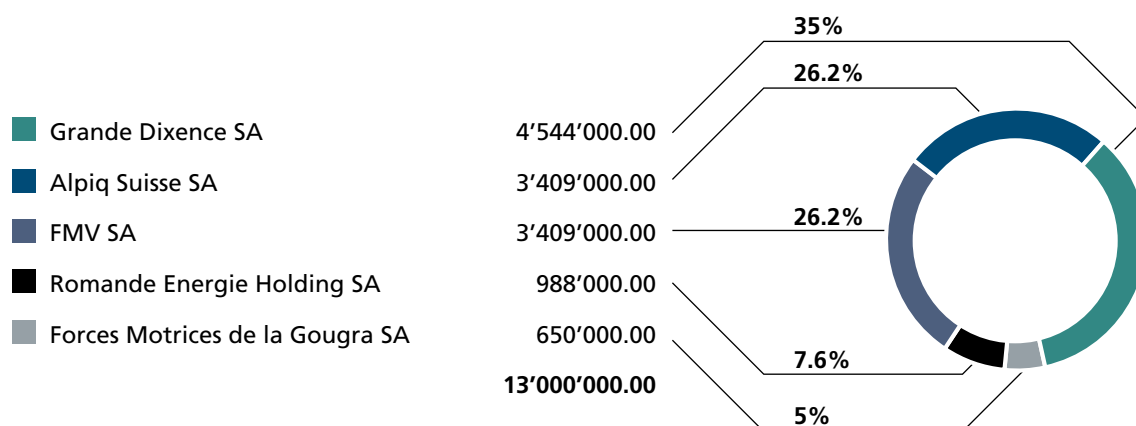 35%
26.2%
Grande Dixence SA 4’544’000.00
Alpiq Suisse SA 3’409’000.00
FMV SA 3’409’000.00 26.2%
Romande Energie Holding SA 988’000.00
Forces Motrices de la Gougra SA 650’000.00
7.6%
13’000’000.00
5%